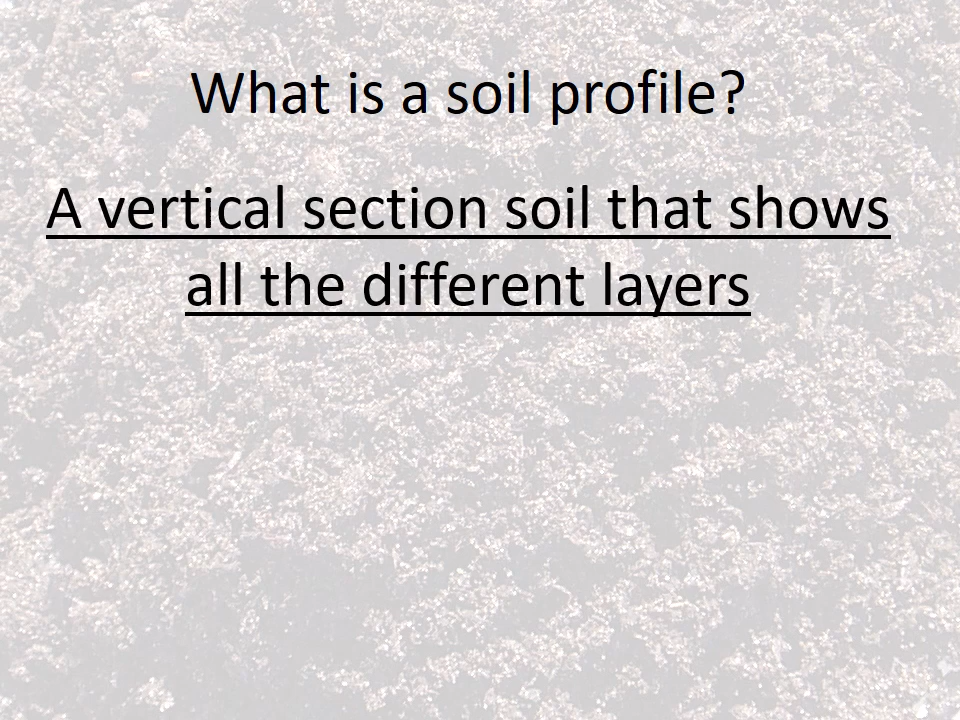 What is a soil profile?
A vertical section soil that shows
all the different layers